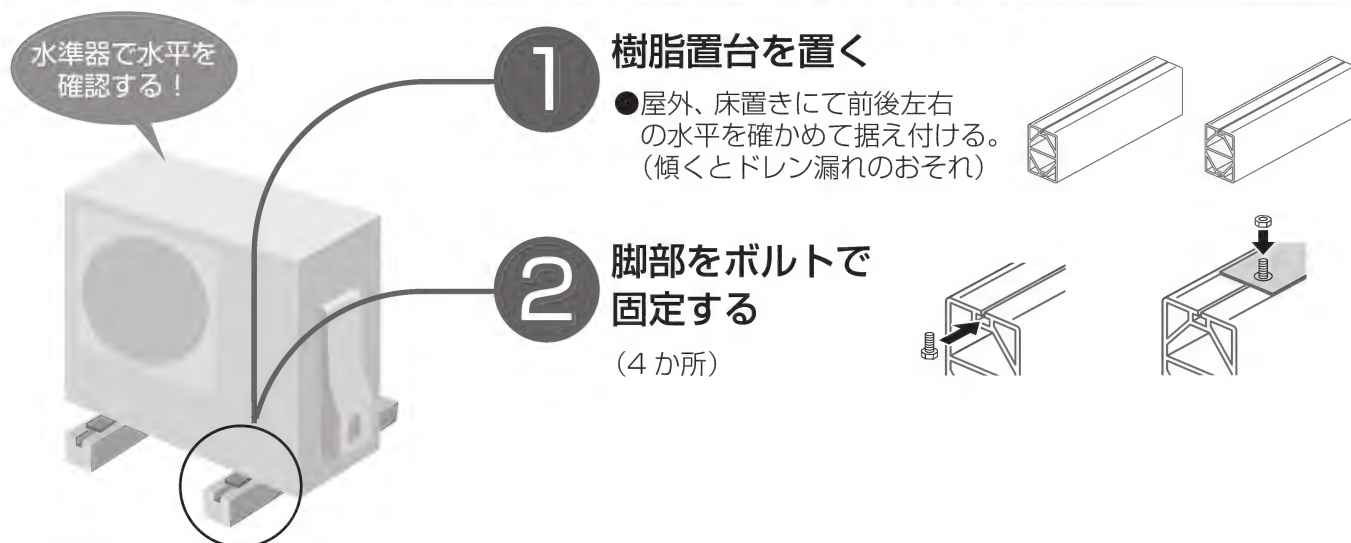 水準器で水平を
確認する！
1
樹脂置台を置く
●屋外、床置きにて前後左右
の水平を確かめて据え付ける。
（傾くとドレン漏れのおそれ）
2
脚部をボルトで
固定する
（4 か所）